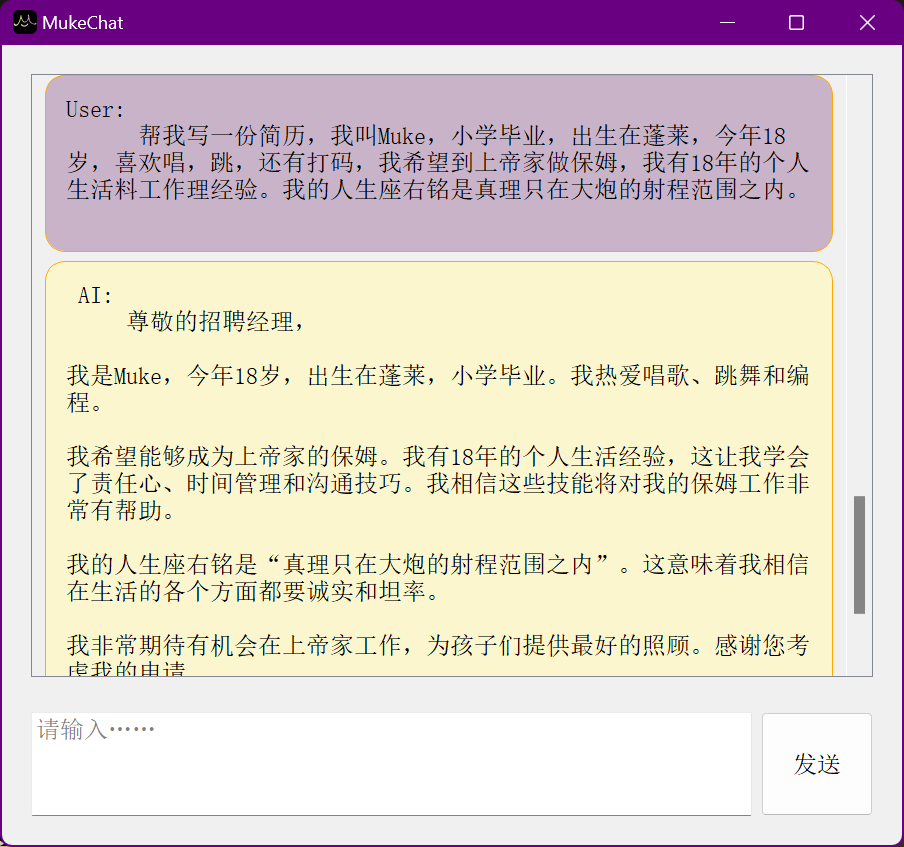 MukeChat
User:
帮我写一份简历，我叫Muke，小学毕业，出生在蓬莱，今年18
岁，喜欢唱，跳，还有打码，我希望到上帝家做保姆，我有18年的个人
生活料工作理经验。我的人生座右铭是真理只在大炮的射程范围之内。
AI:
尊敬的招聘经理，
我是Muke，今年18岁，出生在蓬莱，小学毕业。我热爱唱歌、跳舞和编
程。
我希望能够成为上帝家的保姆。我有18年的个人生活经验，这让我学会
了责任心、时间管理和沟通技巧。我相信这些技能将对我的保姆工作非
常有帮助。
我的人生座右铭是“真理只在大炮的射程范围之内”。这意味着我相信
在生活的各个方面都要诚实和坦率。
我非常期待有机会在上帝家工作，为孩子们提供最好的照顾。感谢您考
虑我的申请
请输入……
发送